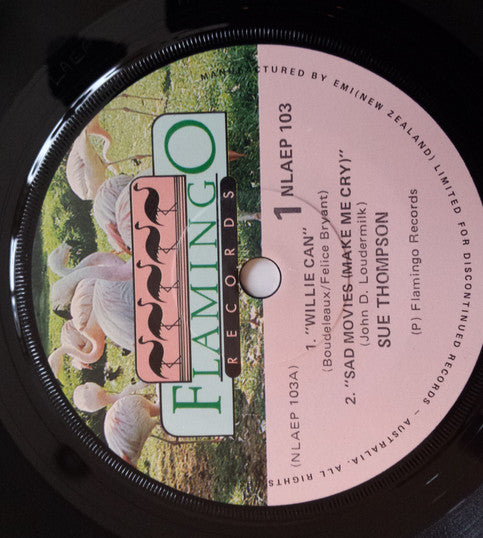 FLAMINGO
RECORDS
MANUFACTURED BY EMI (NEW ZEALAND) LIMITED FOR DISCONTINUED RECORDS - AUSTRALIA. ALL RIGHTS
1 NLAEP 103
(NLAEP 103A)
1. "WILLIE CAN"
(Boudeleaux/Felice Bryant)
2. "SAD MOVIES (MAKE ME CRY)"
(John D. Loudermilk)
SUE THOMPSON
(P) Flamingo Records